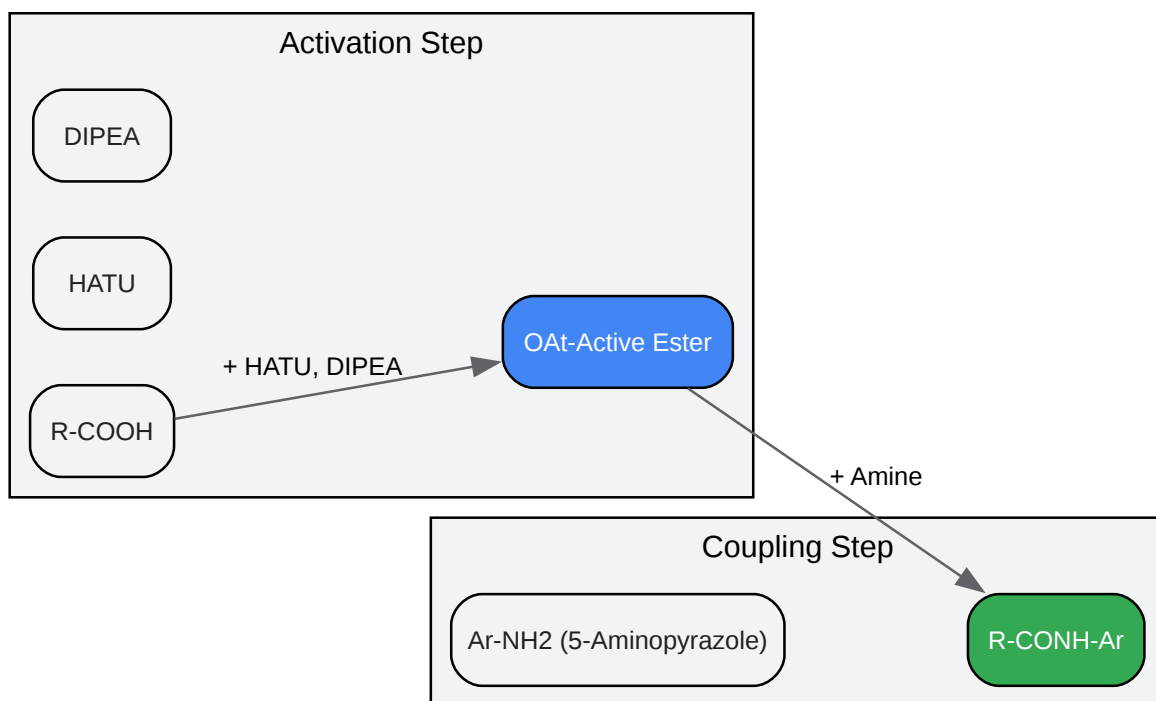 Activation Step
DIPEA
HATU
R-COOH
+ HATU, DIPEA
OAt-Active Ester
+ Amine
Coupling Step
Ar-NH2 (5-Aminopyrazole)
R-CONH-Ar